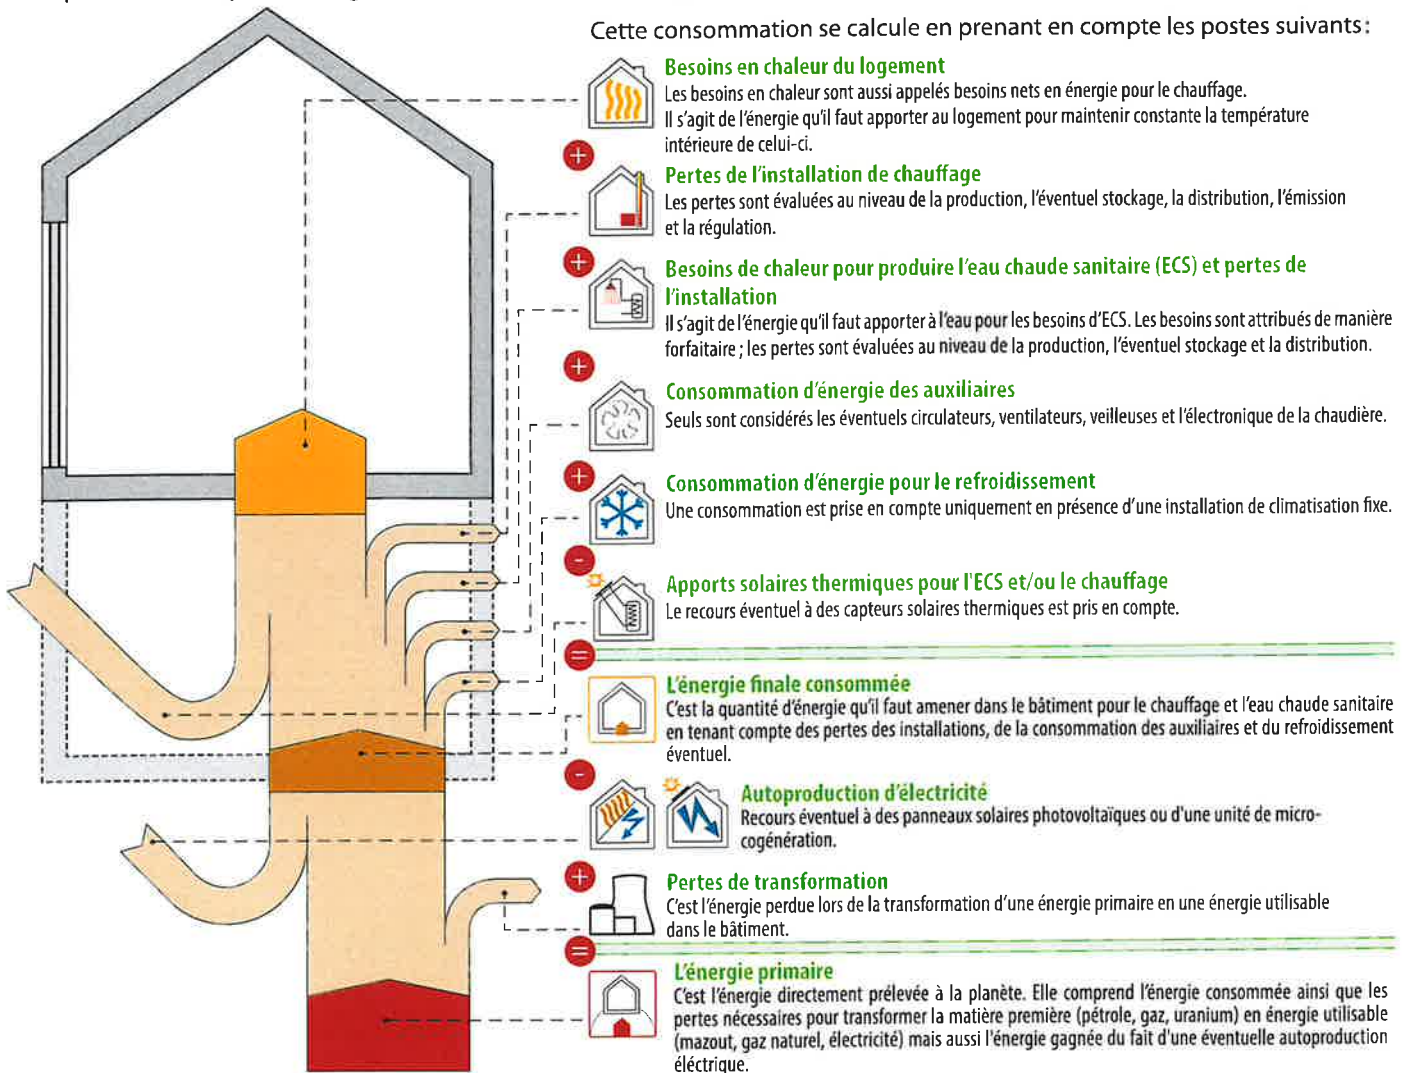 Cette consommation se calcule en prenant en compte les postes suivants :
Besoins en chaleur du logement
Les besoins en chaleur sont aussi appelés besoins nets en énergie pour le chauffage.
Il s'agit de l'énergie qu'il faut apporter au logement pour maintenir constante la température
intérieure de celui-ci.
+
Pertes de l'installation de chauffage
Les pertes sont évaluées au niveau de la production, l'éventuel stockage, la distribution, l'émission
et la régulation.
+
Besoins de chaleur pour produire l'eau chaude sanitaire (ECS) et pertes de
l'installation
Il s'agit de l'énergie qu'il faut apporter à l'eau pour les besoins d'ECS. Les besoins sont attribués de manière
forfaitaire ; les pertes sont évaluées au niveau de la production, l'éventuel stockage et la distribution.
+
Consommation d'énergie des auxiliaires
Seuls sont considérés les éventuels circulateurs, ventilateurs, veilleuses et l'électronique de la chaudière.
+
Consommation d'énergie pour le refroidissement
Une consommation est prise en compte uniquement en présence d'une installation de climatisation fixe.
-
Apports solaires thermiques pour l'ECS et/ou le chauffage
Le recours éventuel à des capteurs solaires thermiques est pris en compte.
=
L'énergie finale consommée
C'est la quantité d'énergie qu'il faut amener dans le bâtiment pour le chauffage et l'eau chaude sanitaire
en tenant compte des pertes des installations, de la consommation des auxiliaires et du refroidissement
éventuel.
-
Autoproduction d'électricité
Recours éventuel à des panneaux solaires photovoltaïques ou d'une unité de micro-
cogénération.
+
Pertes de transformation
C'est l'énergie perdue lors de la transformation d'une énergie primaire en une énergie utilisable
dans le bâtiment.
=
L'énergie primaire
C'est l'énergie directement prélevée à la planète. Elle comprend l'énergie consommée ainsi que les
pertes nécessaires pour transformer la matière première (pétrole, gaz, uranium) en énergie utilisable
(mazout, gaz naturel, électricité) mais aussi l'énergie gagnée du fait d'une éventuelle autoproduction
éléctrique.